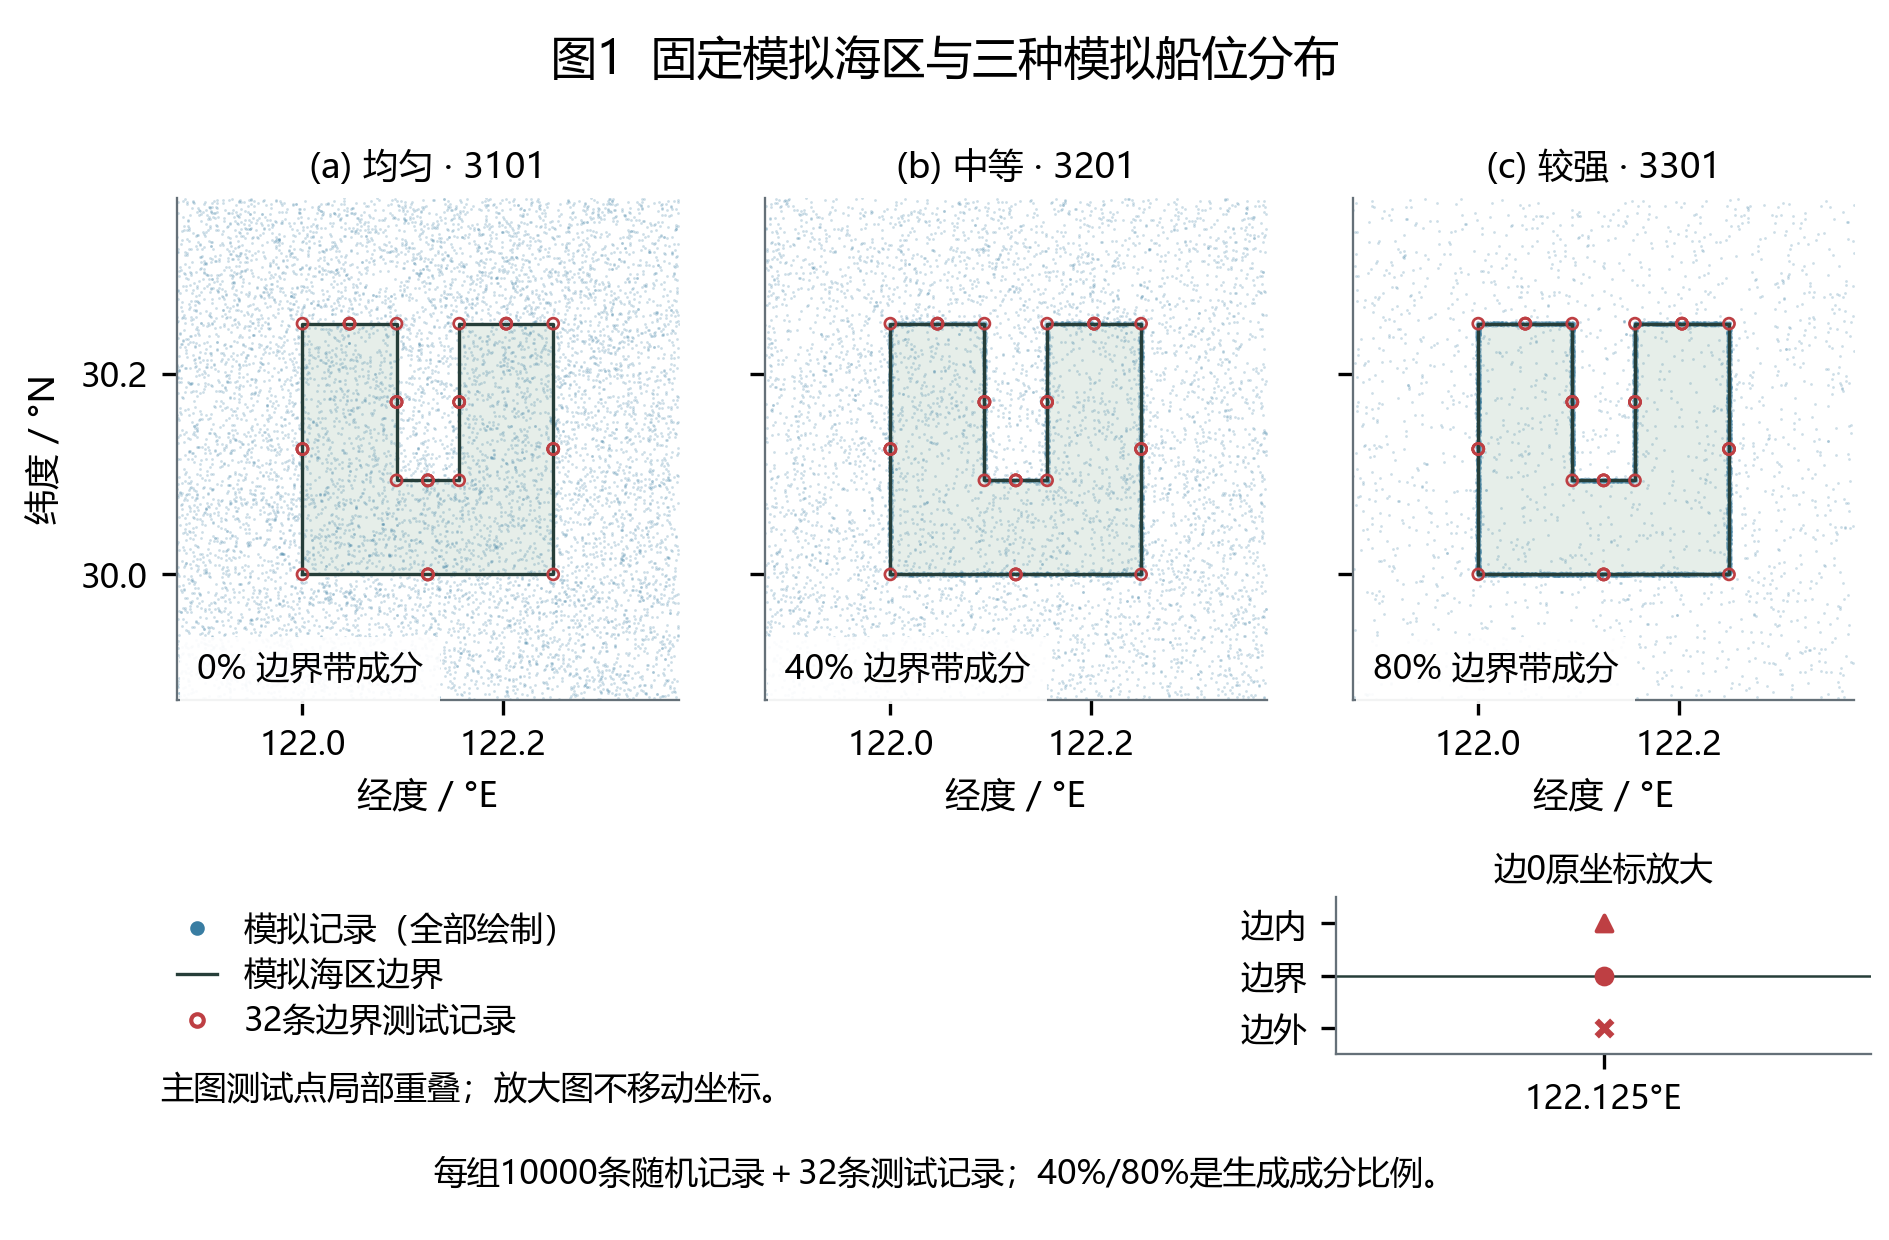 图1 固定模拟海区与三种模拟船位分布
(a) 均匀 · 3101
(b) 中等 · 3201
(c) 较强 · 3301
纬度 / °N
30.2
30.0
0% 边界带成分
40% 边界带成分
80% 边界带成分
122.0
122.2
122.0
122.2
122.0
122.2
经度 / °E
经度 / °E
经度 / °E
模拟记录（全部绘制）
模拟海区边界
32条边界测试记录
主图测试点局部重叠；放大图不移动坐标。
边0原坐标放大
边内
边界
边外
122.125°E
每组10000条随机记录＋32条测试记录；40%/80%是生成成分比例。